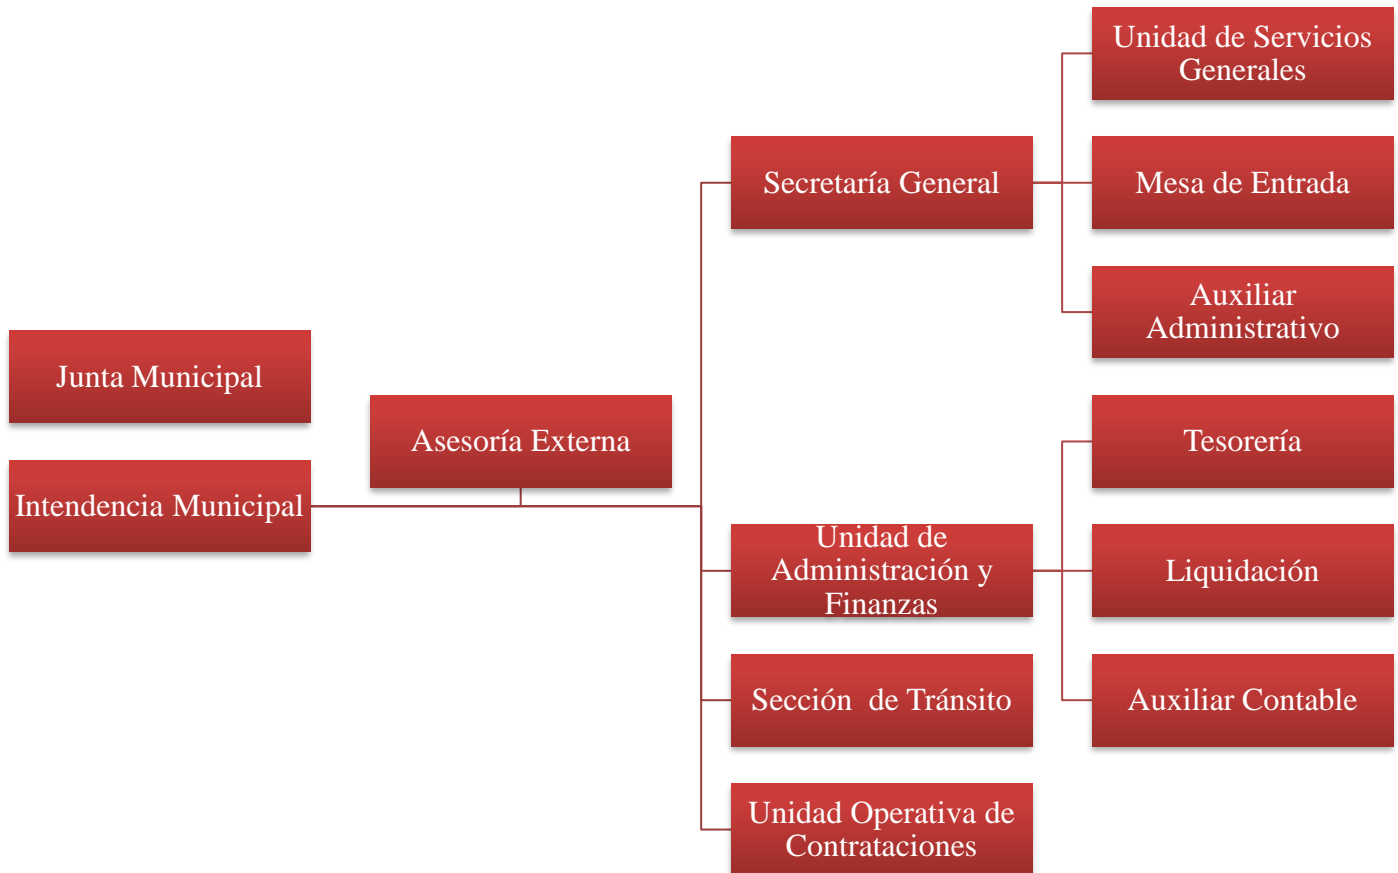 Unidad de Servicios
Generales
Secretaría General
Mesa de Entrada
Auxiliar
Administrativo
Junta Municipal
Asesoría Externa
Tesorería
Intendencia Municipal
Unidad de
Administración y
Finanzas
Liquidación
Sección de Tránsito
Auxiliar Contable
Unidad Operativa de
Contrataciones